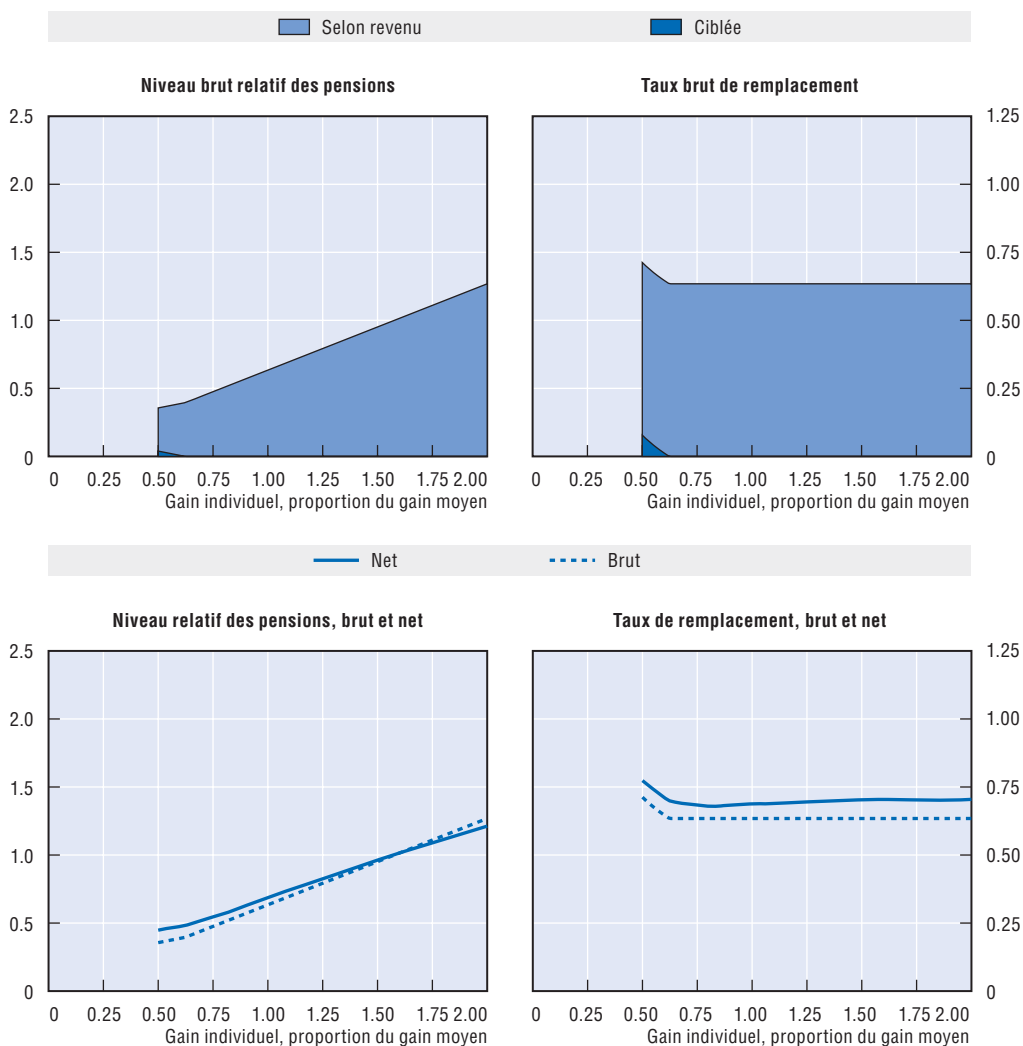 Selon revenu Ciblée
Niveau brut relatif des pensions
2.5
2.0
1.5
1.0
0.5
0
0 0.25 0.50 0.75 1.00 1.25 1.50 1.75 2.00
Gain individuel, proportion du gain moyen
Taux brut de remplacement
1.25
1.00
0.75
0.50
0.25
0
0 0.25 0.50 0.75 1.00 1.25 1.50 1.75 2.00
Gain individuel, proportion du gain moyen
Net Brut
Niveau relatif des pensions, brut et net
2.5
2.0
1.5
1.0
0.5
0
0 0.25 0.50 0.75 1.00 1.25 1.50 1.75 2.00
Gain individuel, proportion du gain moyen
Taux de remplacement, brut et net
1.25
1.00
0.75
0.50
0.25
0
0 0.25 0.50 0.75 1.00 1.25 1.50 1.75 2.00
Gain individuel, proportion du gain moyen